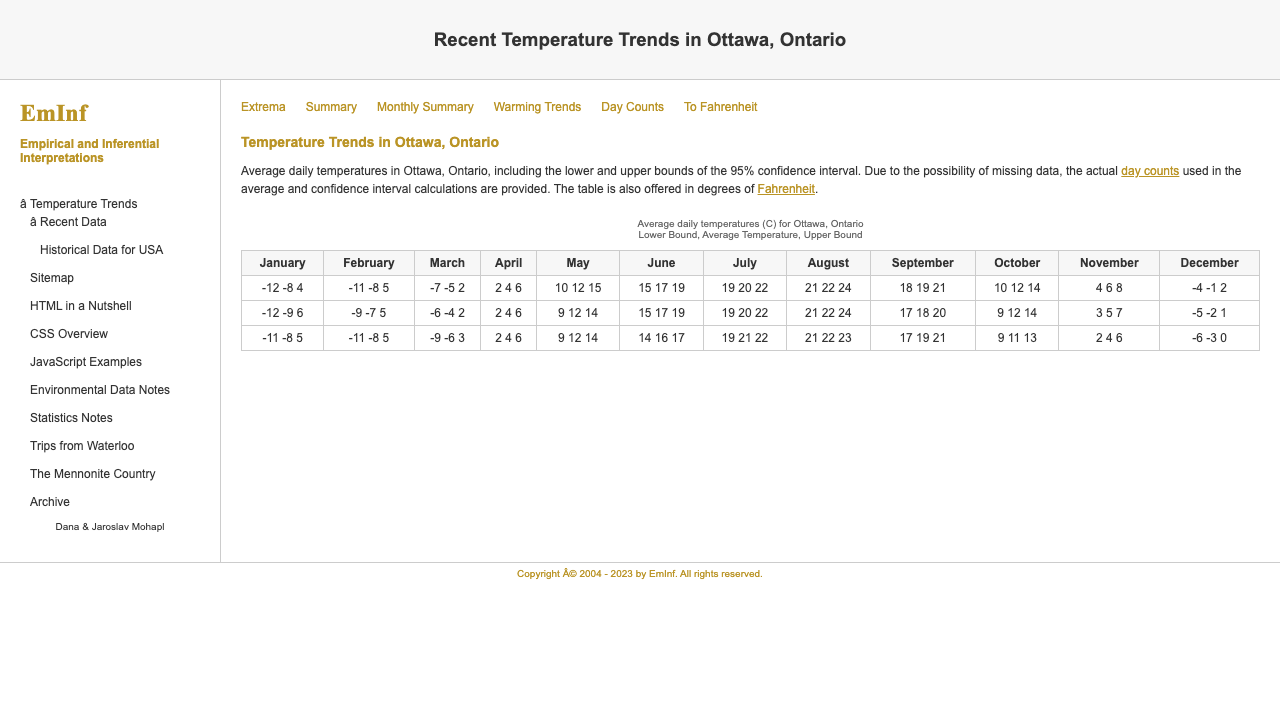 Recent Temperature Trends in Ottawa, Ontario
EmInf
Empirical and Inferential
Interpretations
â Temperature Trends
â Recent Data
Historical Data for USA
Sitemap
HTML in a Nutshell
CSS Overview
JavaScript Examples
Environmental Data Notes
Statistics Notes
Trips from Waterloo
The Mennonite Country
Archive
Dana & Jaroslav Mohapl
Extrema Summary Monthly Summary Warming Trends Day Counts To Fahrenheit
Temperature Trends in Ottawa, Ontario
Average daily temperatures in Ottawa, Ontario, including the lower and upper bounds of the 95% confidence interval. Due to the possibility of missing data, the actual day counts used in the
average and confidence interval calculations are provided. The table is also offered in degrees of Fahrenheit.
Average daily temperatures (C) for Ottawa, Ontario
Lower Bound, Average Temperature, Upper Bound
January February March April May June July August September October November December
-12 -8 4 -11 -8 5 -7 -5 2 2 4 6 10 12 15 15 17 19 19 20 22 21 22 24 18 19 21 10 12 14 4 6 8 -4 -1 2
-12 -9 6 -9 -7 5 -6 -4 2 2 4 6 9 12 14 15 17 19 19 20 22 21 22 24 17 18 20 9 12 14 3 5 7 -5 -2 1
-11 -8 5 -11 -8 5 -9 -6 3 2 4 6 9 12 14 14 16 17 19 21 22 21 22 23 17 19 21 9 11 13 2 4 6 -6 -3 0
Copyright Â© 2004 - 2023 by EmInf. All rights reserved.